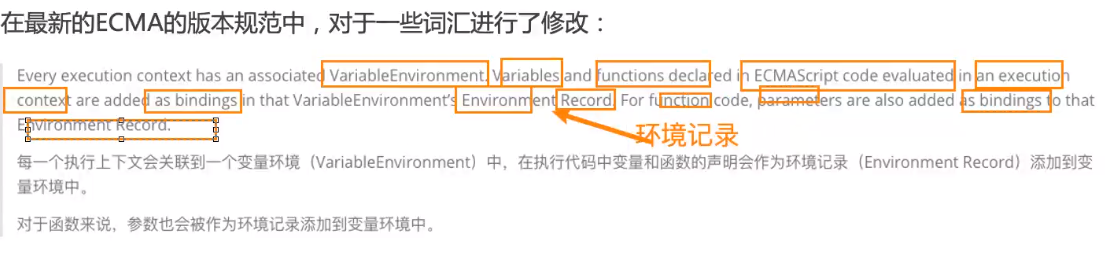 在最新的ECMA的版本规范中，对于一些词汇进行了修改：
Every execution context has an associated VariableEnvironment. Variables and functions declared in ECMAScript code evaluated in an execution
context are added as bindings in that VariableEnvironment's Environment Record. For function code, parameters are also added as bindings to that
Environment Record.
环境记录
每一个执行上下文会关联到一个变量环境（VariableEnvironment）中，在执行代码中变量和函数的声明会作为环境记录（Environment Record）添加到变
量环境中。
对于函数来说，参数也会被作为环境记录添加到变量环境中。